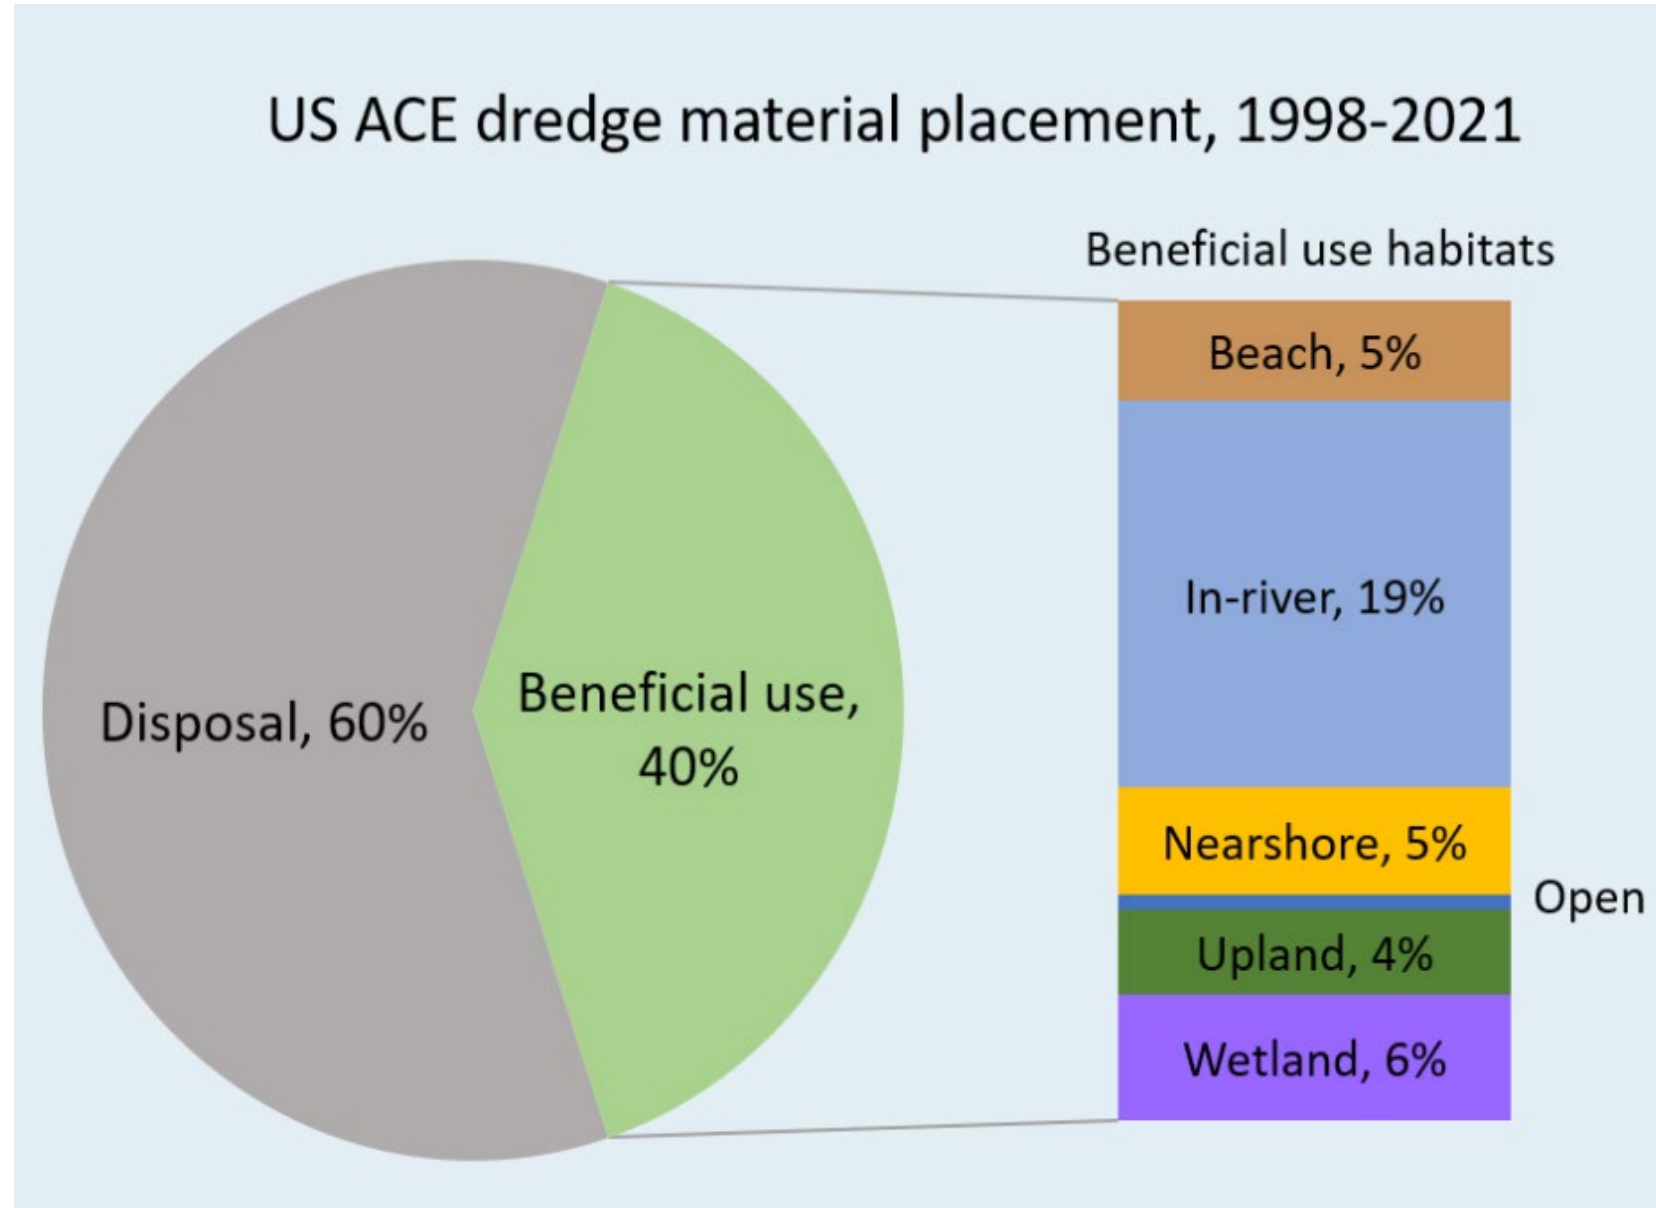 US ACE dredge material placement, 1998-2021
Beneficial use habitats
Beach, 5%
In-river, 19%
Disposal, 60%
Beneficial use,
40%
Nearshore, 5%
Open
Upland, 4%
Wetland, 6%